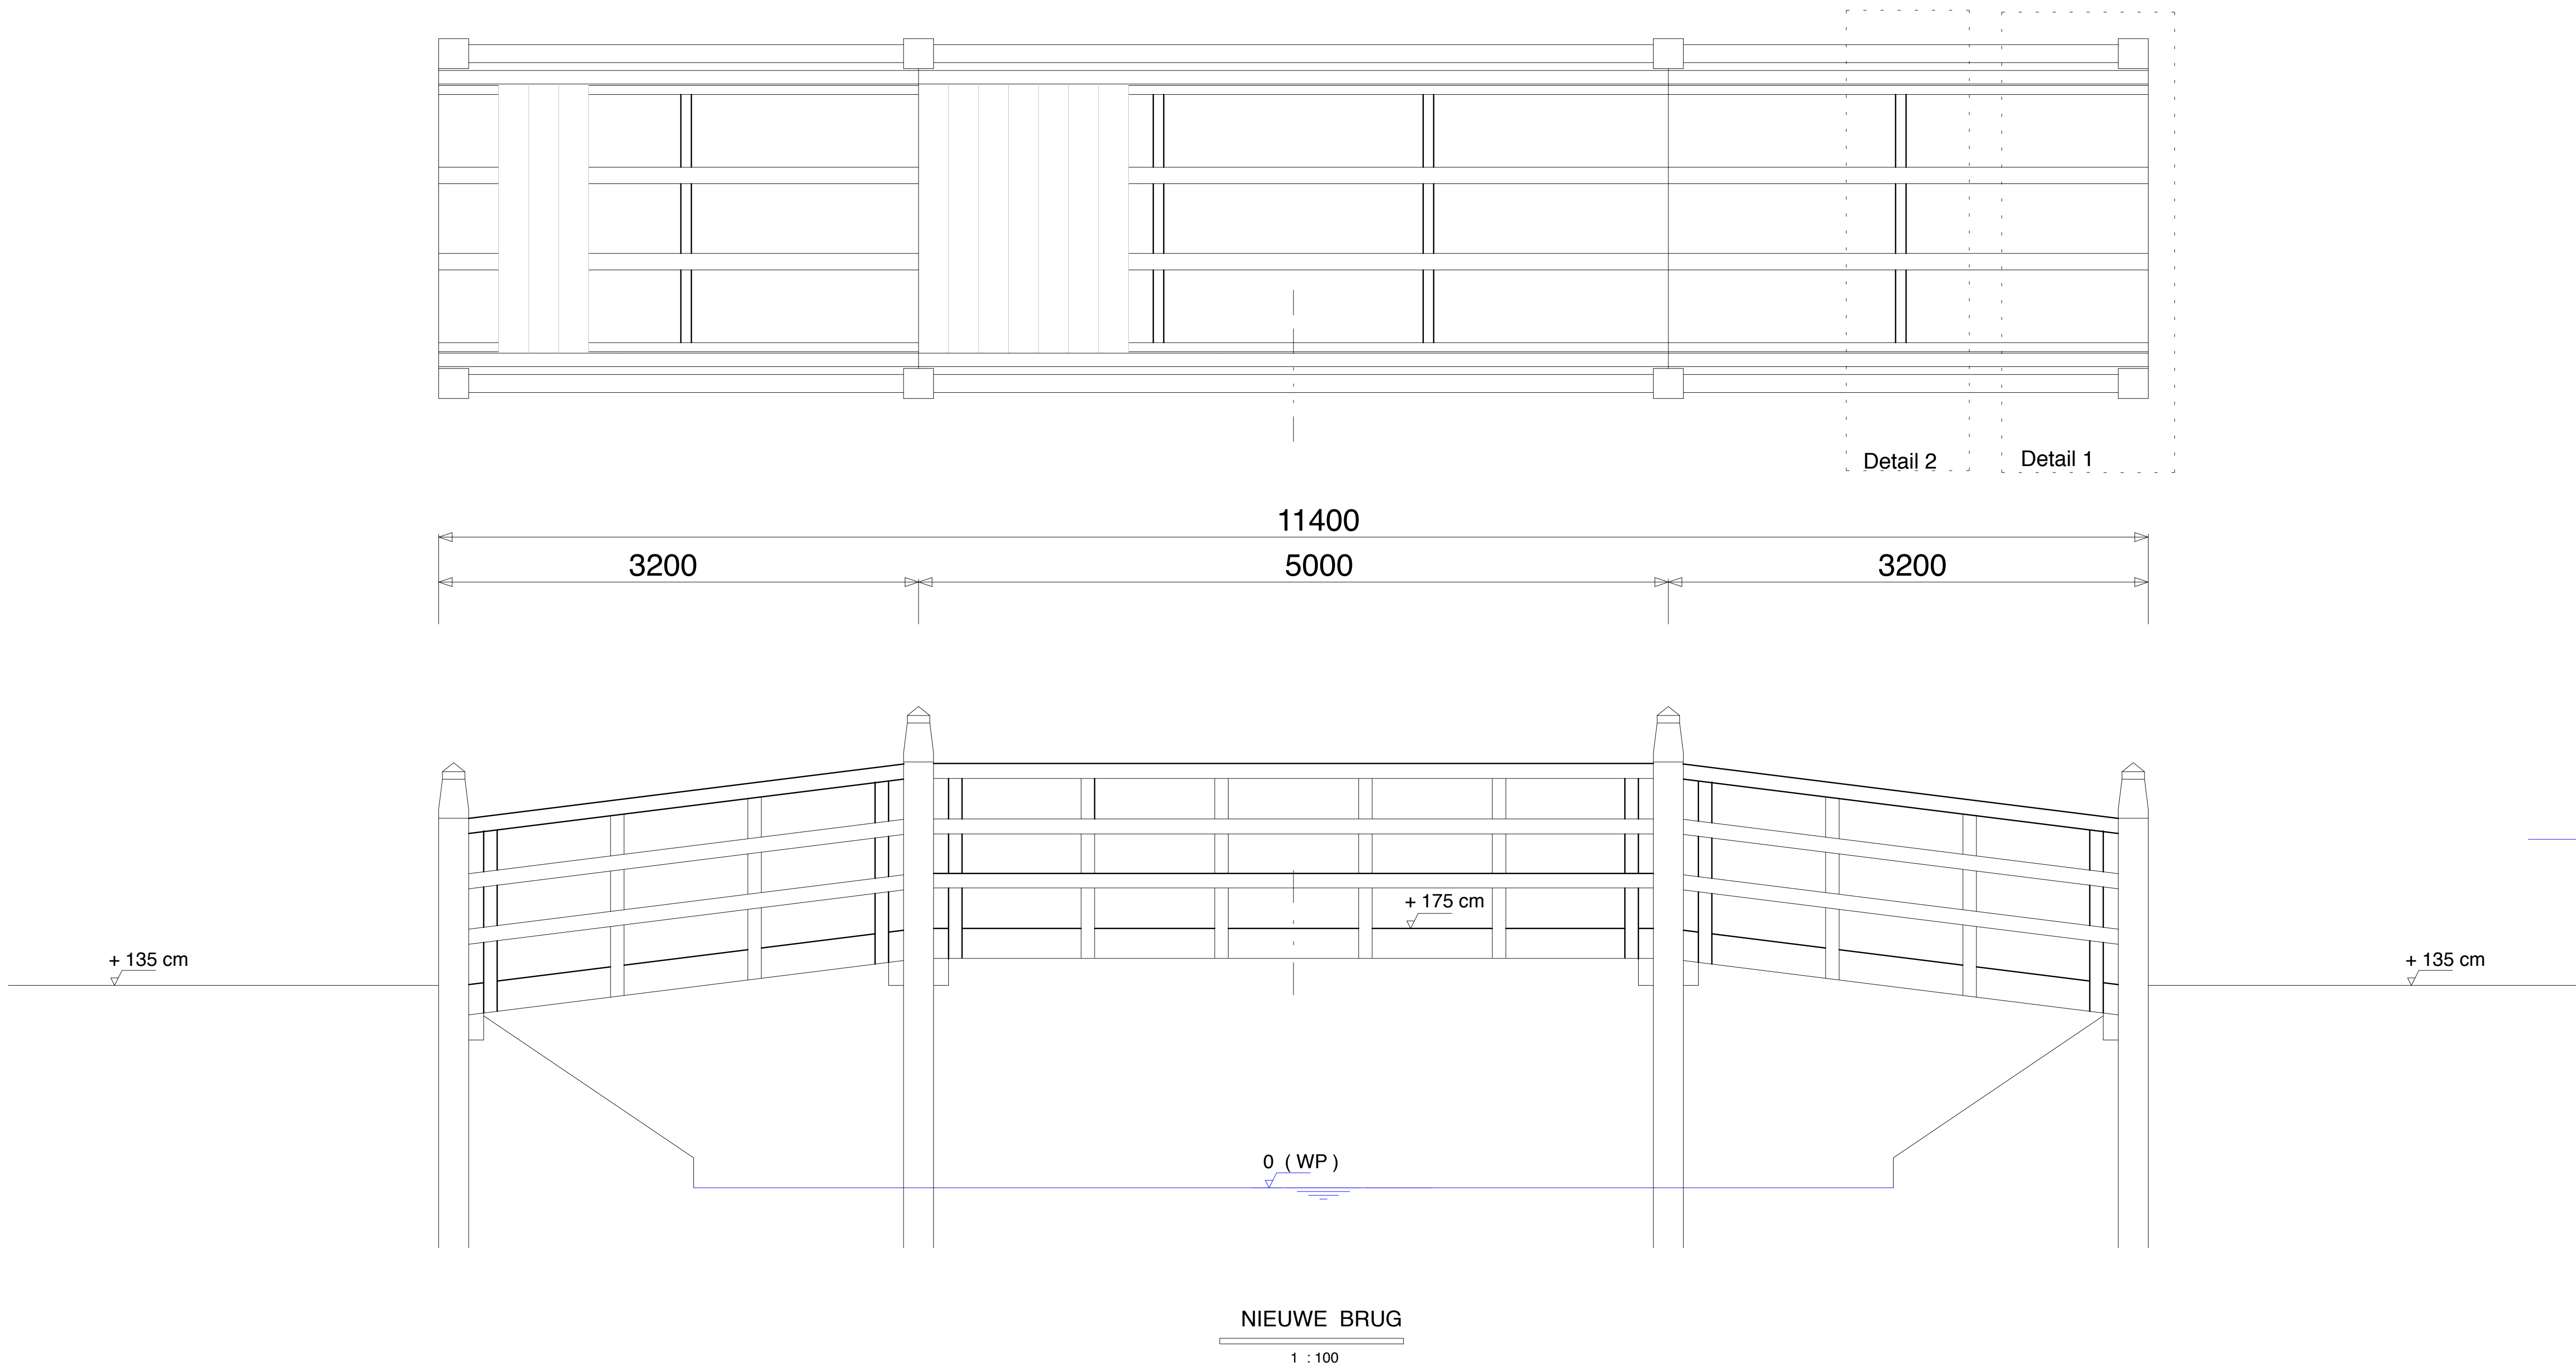 Detail 2
Detail 1
11400
3200
5000
3200
+ 175 cm
+ 135 cm
+ 135 cm
0 ( WP )
NIEUWE BRUG
1 : 100